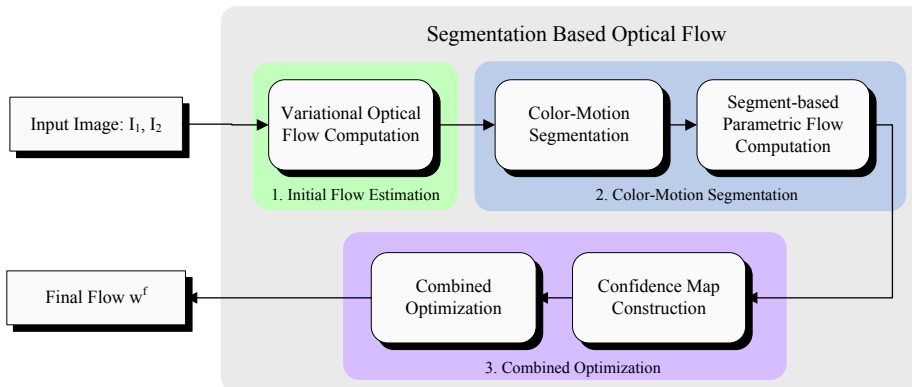 Segmentation Based Optical Flow
Input Image: I₁, I₂
Variational Optical
Flow Computation
1. Initial Flow Estimation
Color-Motion
Segmentation
Segment-based
Parametric Flow
Computation
2. Color-Motion Segmentation
Confidence Map
Construction
Combined
Optimization
3. Combined Optimization
Final Flow wᶠ